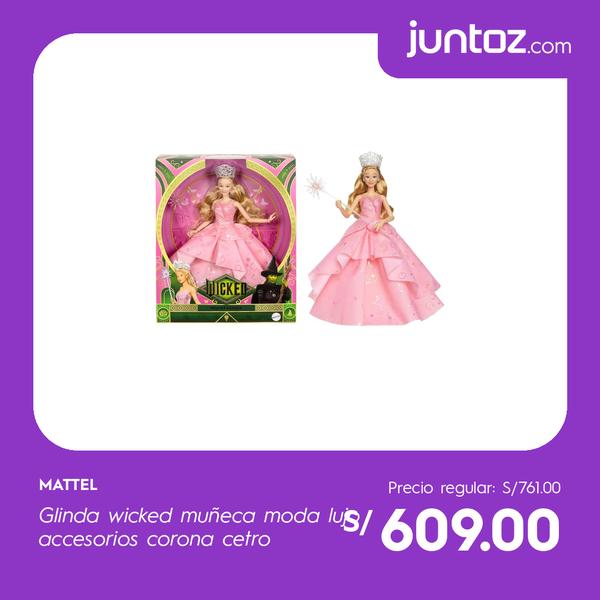 juntoz.com
WICKED
MATTEL
Precio regular: S/761.00
Glinda wicked muñeca moda luj
S/ 609.00
accesorios corona cetro